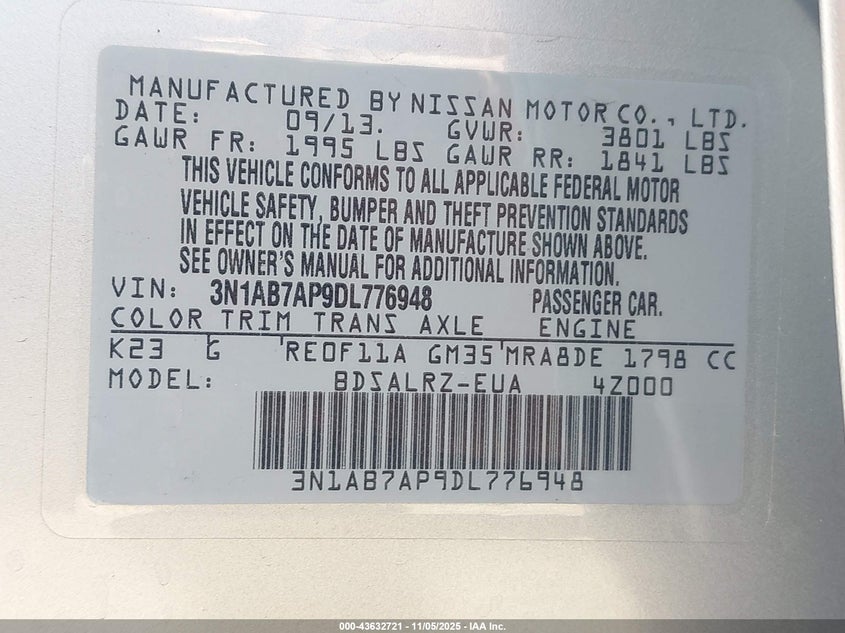 MANUFACTURED BY NISSAN MOTOR CO., LTD.
DATE: 09/13. GVWR: 3801 LBS
GAWR FR: 1995 LBS GAWR RR: 1841 LBS
THIS VEHICLE CONFORMS TO ALL APPLICABLE FEDERAL MOTOR
VEHICLE SAFETY, BUMPER AND THEFT PREVENTION STANDARDS
IN EFFECT ON THE DATE OF MANUFACTURE SHOWN ABOVE.
SEE OWNER'S MANUAL FOR ADDITIONAL INFORMATION.
VIN: 3N1AB7AP9DL776948 PASSENGER CAR.
COLOR TRIM TRANS AXLE ENGINE
K23 G RE0F11A GM35 MRA8DE 1798 CC
MODEL: BDSALRZ-EUA 4Z000
3N1AB7AP9DL776948
000-43632721 - 11/05/2025 - IAA Inc.